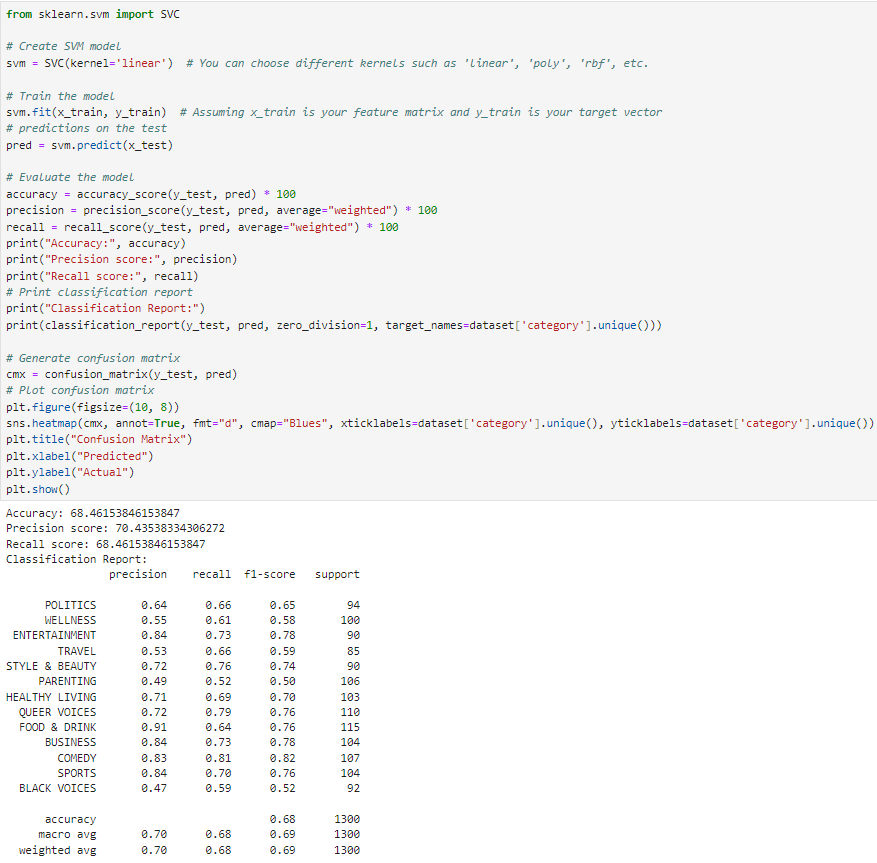 from sklearn.svm import SVC
# Create SVM model
svm = SVC(kernel='linear')  # You can choose different kernels such as 'linear', 'poly', 'rbf', etc.
# Train the model
svm.fit(x_train, y_train)  # Assuming x_train is your feature matrix and y_train is your target vector
# predictions on the test
pred = svm.predict(x_test)
# Evaluate the model
accuracy = accuracy_score(y_test, pred) * 100
precision = precision_score(y_test, pred, average="weighted") * 100
recall = recall_score(y_test, pred, average="weighted") * 100
print("Accuracy:", accuracy)
print("Precision score:", precision)
print("Recall score:", recall)
# Print classification report
print("Classification Report:")
print(classification_report(y_test, pred, zero_division=1, target_names=dataset['category'].unique()))
# Generate confusion matrix
cmx = confusion_matrix(y_test, pred)
# Plot confusion matrix
plt.figure(figsize=(10, 8))
sns.heatmap(cmx, annot=True, fmt="d", cmap="Blues", xticklabels=dataset['category'].unique(), yticklabels=dataset['category'].unique())
plt.title("Confusion Matrix")
plt.xlabel("Predicted")
plt.ylabel("Actual")
plt.show()
Accuracy: 68.46153846153847
Precision score: 70.43538334306272
Recall score: 68.46153846153847
Classification Report:
precision recall f1-score support
POLITICS 0.64 0.66 0.65 94
WELLNESS 0.55 0.61 0.58 100
ENTERTAINMENT 0.84 0.73 0.78 90
TRAVEL 0.53 0.66 0.59 85
STYLE & BEAUTY 0.72 0.76 0.74 90
PARENTING 0.49 0.52 0.50 106
HEALTHY LIVING 0.71 0.69 0.70 103
QUEER VOICES 0.72 0.79 0.76 110
FOOD & DRINK 0.91 0.64 0.76 115
BUSINESS 0.84 0.73 0.78 104
COMEDY 0.83 0.81 0.82 107
SPORTS 0.84 0.70 0.76 104
BLACK VOICES 0.47 0.59 0.52 92
accuracy 0.68 1300
macro avg 0.70 0.68 0.69 1300
weighted avg 0.70 0.68 0.69 1300